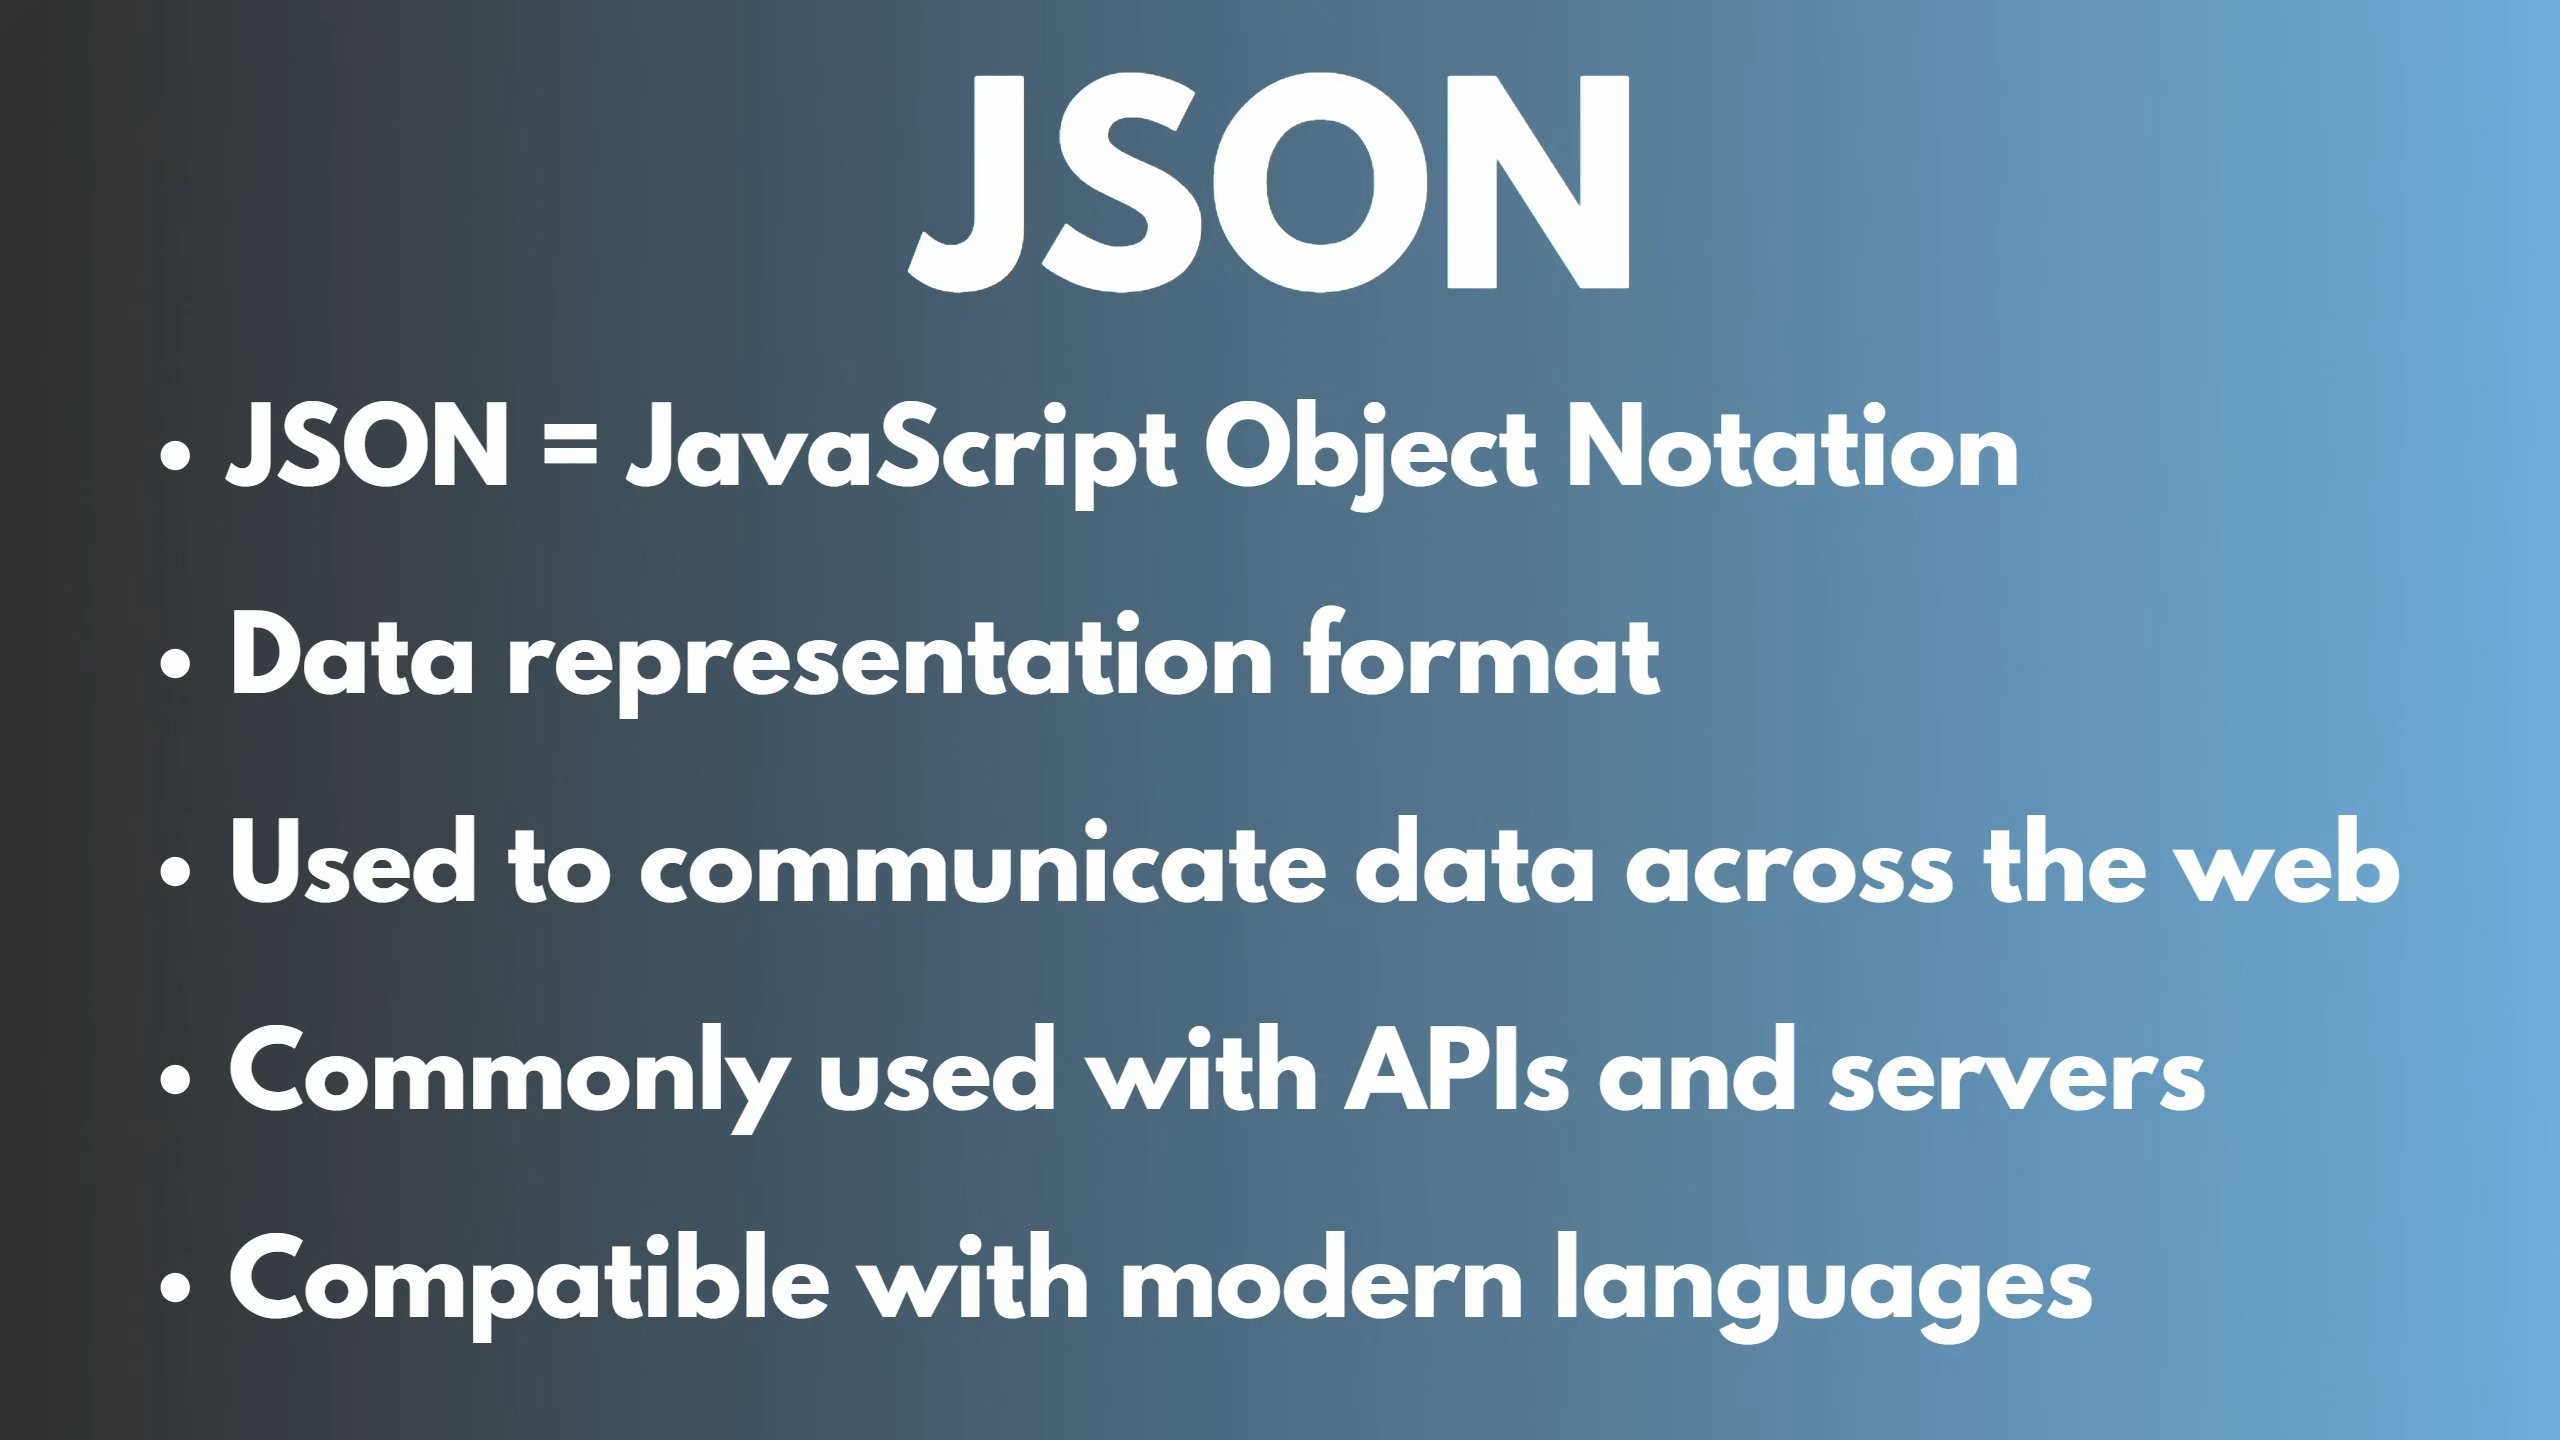 JSON
• JSON = JavaScript Object Notation
• Data representation format
• Used to communicate data across the web
• Commonly used with APIs and servers
• Compatible with modern languages